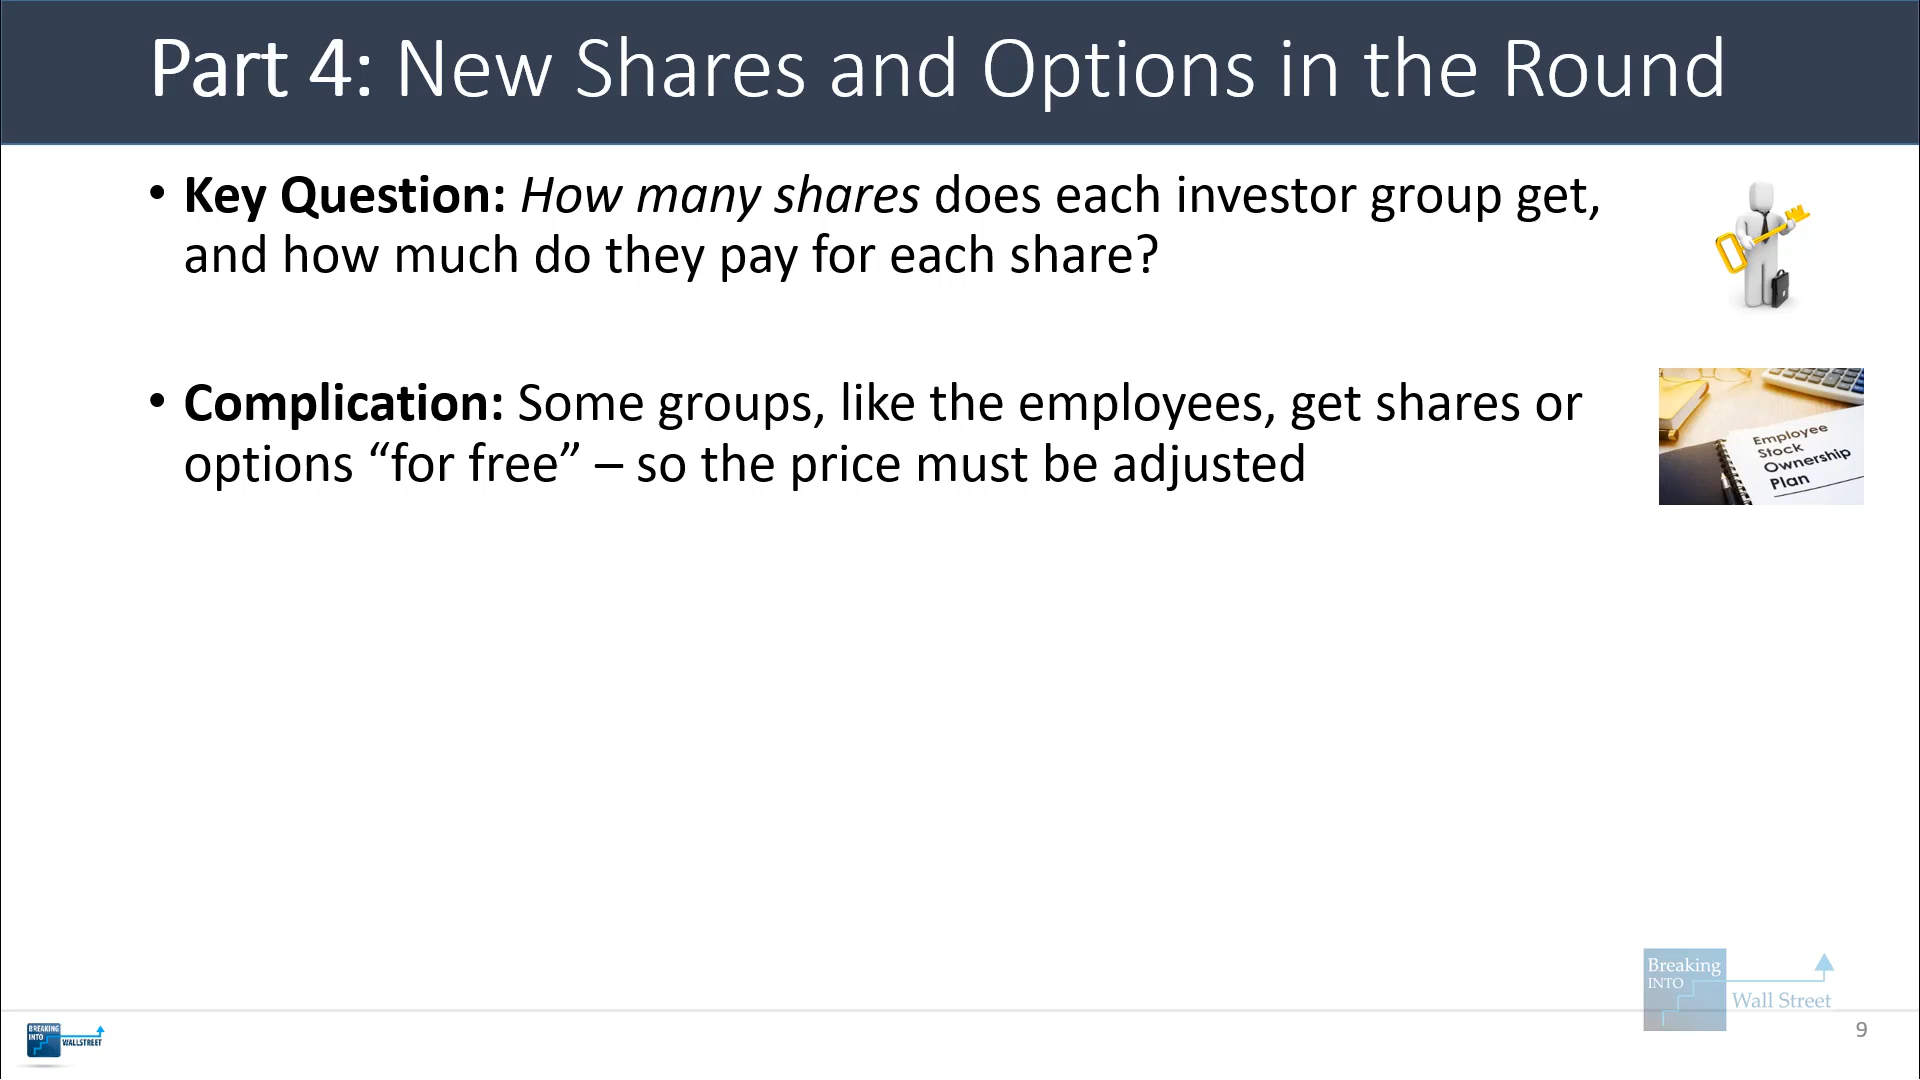 Part 4: New Shares and Options in the Round
• Key Question: How many shares does each investor group get,
and how much do they pay for each share?
• Complication: Some groups, like the employees, get shares or
options “for free” – so the price must be adjusted
Employee
Stock
Ownership
Plan
Breaking
INTO
Wall Street
BREAKING
INTO
WALLSTREET
9